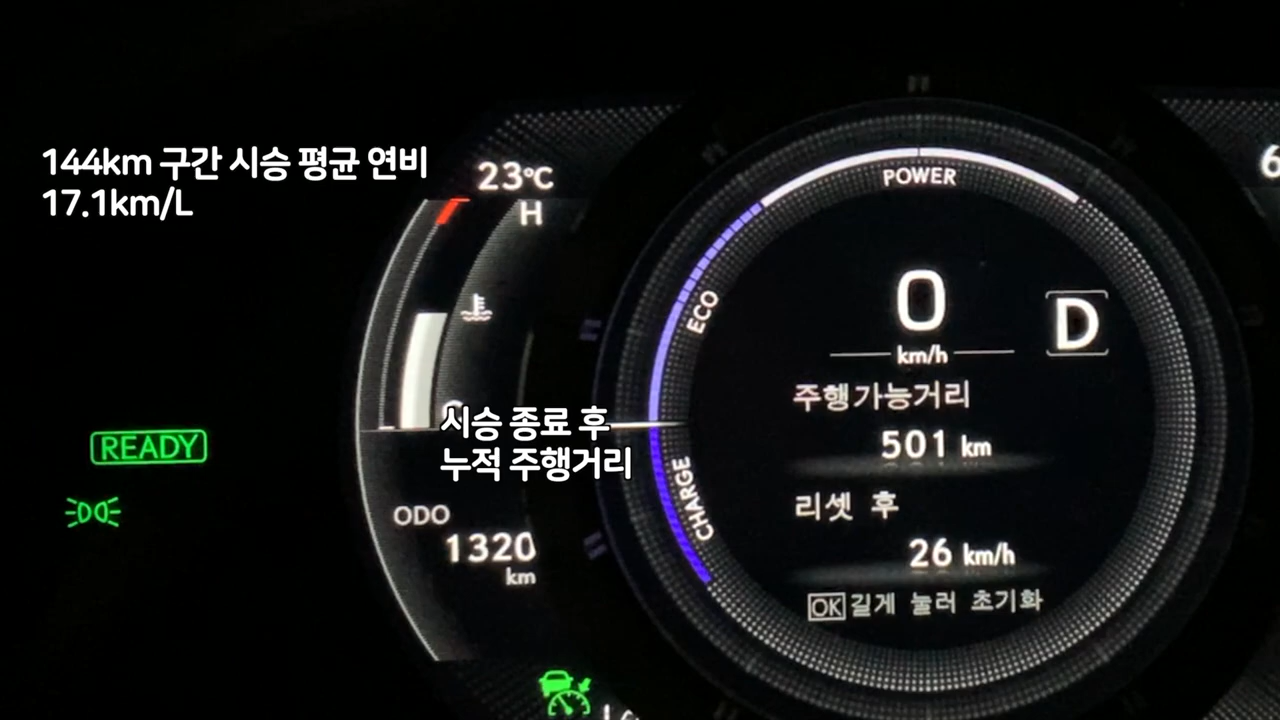 144km 구간 시승 평균 연비
17.1km/L
23℃
H
POWER
ECO
CHARGE
0
km/h
D
주행가능거리
501 km
시승 종료 후
누적 주행거리
READY
리셋 후
26 km/h
OK 길게 눌러 초기화
ODO
1320
km